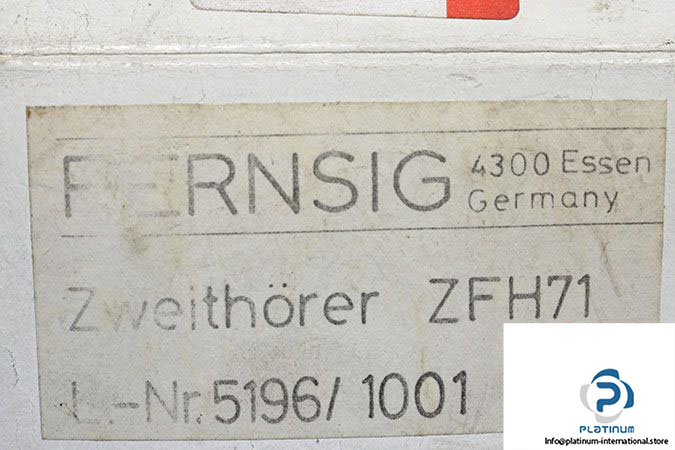 FERNSIG
4300 Essen
Germany
Zweithörer ZFH71
L.-Nr. 5196/ 1001
PLATINUM
Info@platinum-international.store